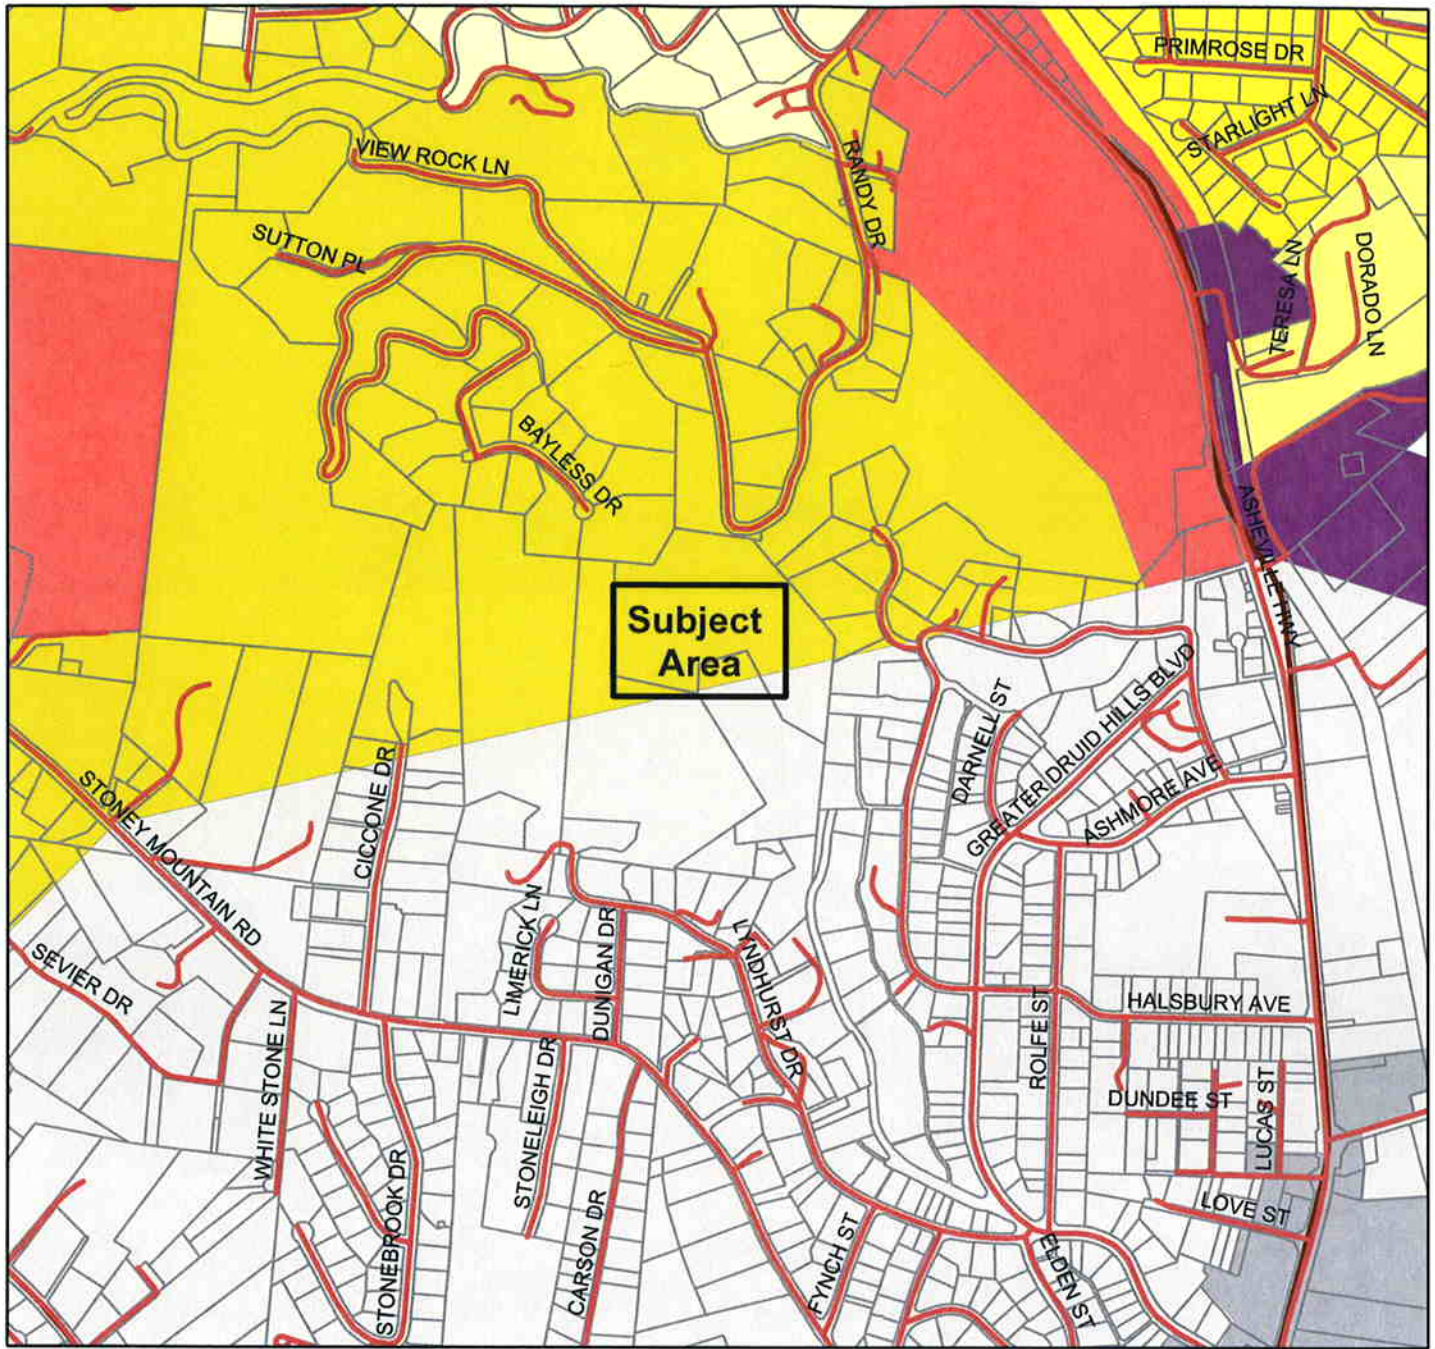 PRIMROSE DR
STARLIGHT LN
VIEW ROCK LN
RANDY DR
SUTTON PL
TERESA LN
DORADO LN
BAYLESS DR
ASHEVILLE HWY
Subject
Area
DARNELL ST
GREATER DRUID HILLS BLVD
CICCONE DR
STONEY MOUNTAIN RD
ASHMORE AVE
SEVIER DR
LIMERICK LN
DUNIGAN DR
LYNDHURST DR
WHITE STONE LN
ROLFE ST
HALSBURY AVE
STONELEIGH DR
DUNDEE ST
LUCAS ST
STONEBROOK DR
CARSON DR
LOVE ST
FYNCH ST
ELDEN ST